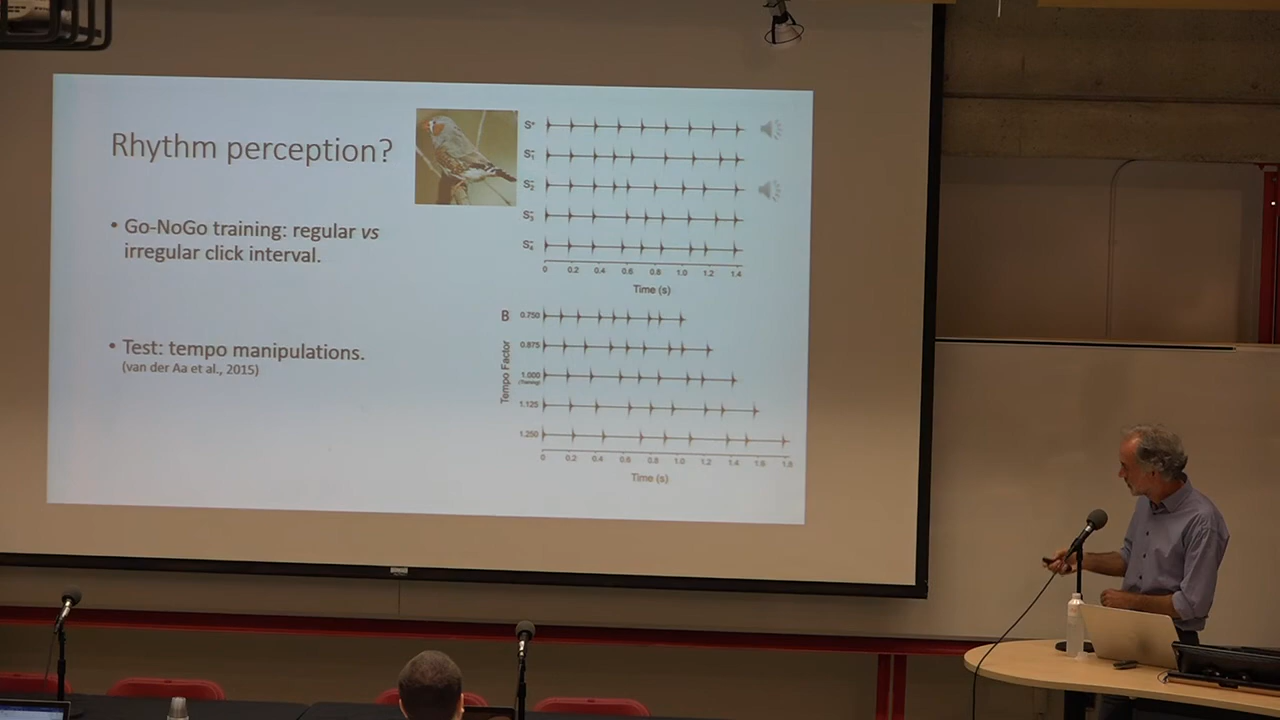 Rhythm perception?
• Go-NoGo training: regular vs
irregular click interval.
• Test: tempo manipulations.
(van der Aa et al., 2015)
S⁺
S₁⁻
S₂⁻
S₃⁻
S₄⁻
0 0.2 0.4 0.6 0.8 1.0 1.2 1.4
Time (s)
B
Tempo Factor
0.750
0.875
1.000
(Training)
1.125
1.250
0 0.2 0.4 0.6 0.8 1.0 1.2 1.4 1.6 1.8
Time (s)